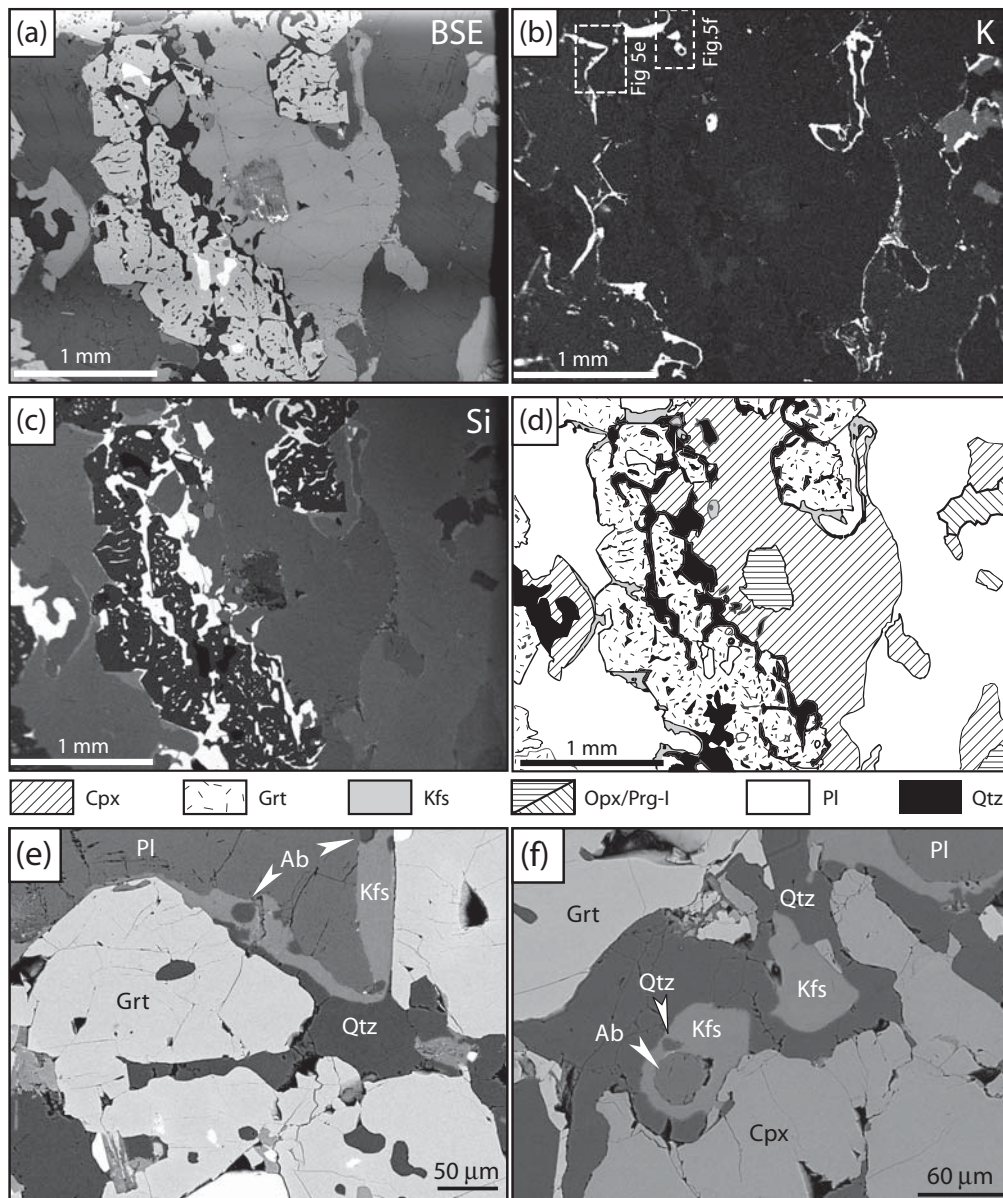 (a)
BSE
1 mm
(b)
K
Fig 5e
Fig.5f
1 mm
(c)
Si
1 mm
(d)
1 mm
Cpx
Grt
Kfs
Opx/Prg-I
Pl
Qtz
(e)
Pl
Ab
Kfs
Grt
Qtz
50 µm
(f)
Pl
Qtz
Grt
Qtz
Kfs
Kfs
Ab
Cpx
60 µm